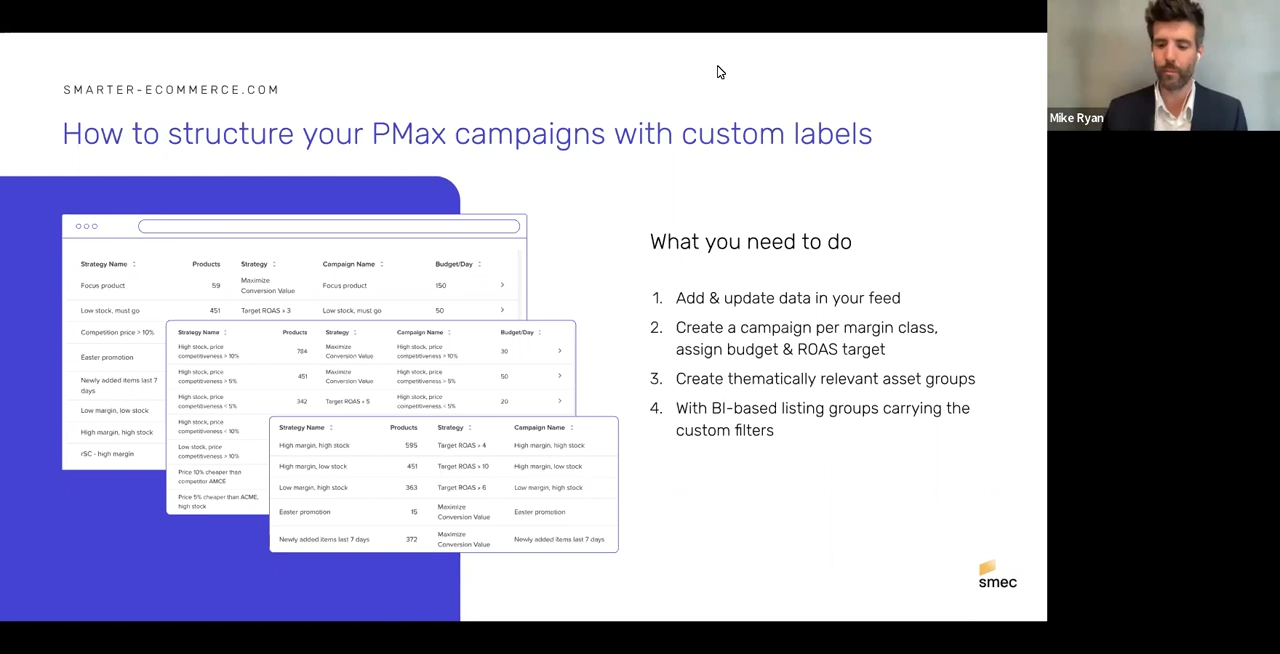 Mike Ryan
SMARTER-ECOMMERCE.COM
How to structure your PMax campaigns with custom labels
Strategy Name Products Strategy Campaign Name Budget/Day
Focus product 59 Maximize Conversion Value Focus product 150
Low stock, must go 451 Target ROAS » 3 Low stock, must go 50
Competition price > 10%
Easter promotion
Newly added items last 7
days
Low margin, low stock
High margin, high stock
rSC - high margin
Strategy Name Products Strategy Campaign Name Budget/Day
High stock, price Maximize High stock, price
competitiveness > 10% 784 Conversion Value competitiveness > 10% 30
High stock, price Maximize High stock, price
competitiveness > 5% 451 Conversion Value competitiveness > 5% 50
High stock, price High stock, price
competitiveness < 5% 342 Target ROAS » 5 competitiveness < 5% 20
High stock, price
competitiveness < 10%
Low stock, price
competitiveness > 10%
Price 10% cheaper than
competitor AMCE
Price 5% cheaper than ACME,
high stock
Strategy Name Products Strategy Campaign Name
High margin, high stock 595 Target ROAS » 4 High margin, high stock
High margin, low stock 451 Target ROAS » 10 High margin, low stock
Low margin, high stock 363 Target ROAS » 6 Low margin, high stock
Easter promotion 15 Maximize Conversion Value Easter promotion
Newly added items last 7 days 372 Maximize Conversion Value Newly added items last 7 days
What you need to do
1. Add & update data in your feed
2. Create a campaign per margin class,
assign budget & ROAS target
3. Create thematically relevant asset groups
4. With BI-based listing groups carrying the
custom filters
smec